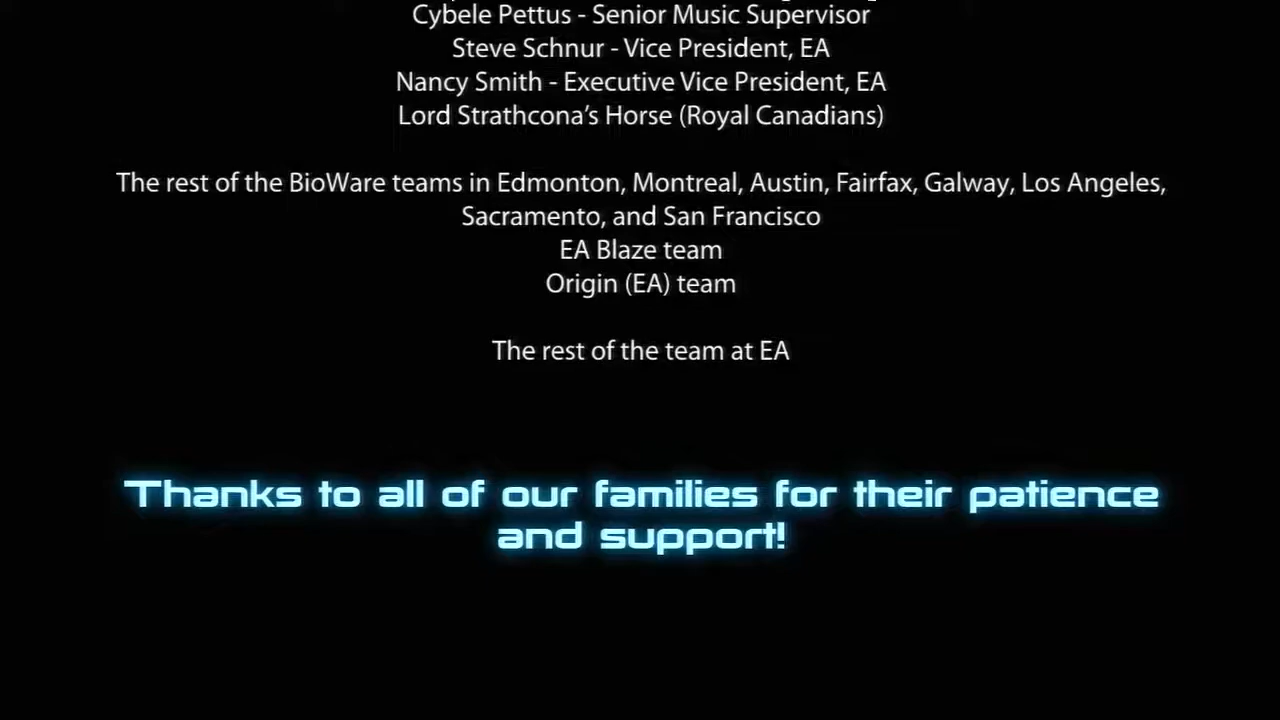 Cybele Pettus - Senior Music Supervisor
Steve Schnur - Vice President, EA
Nancy Smith - Executive Vice President, EA
Lord Strathcona’s Horse (Royal Canadians)
The rest of the BioWare teams in Edmonton, Montreal, Austin, Fairfax, Galway, Los Angeles,
Sacramento, and San Francisco
EA Blaze team
Origin (EA) team
The rest of the team at EA
Thanks to all of our families for their patience
and support!